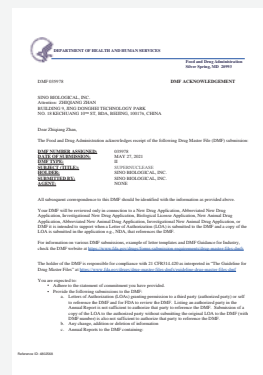 DEPARTMENT OF HEALTH AND HUMAN SERVICES
Food and Drug Administration
Silver Spring, MD 20993
DMF 035978
DMF ACKNOWLEDGEMENT
SINO BIOLOGICAL, INC.
Attention: ZHIQIANG ZHAN
BUILDING 9, JING DONGBEI TECHNOLOGY PARK
NO. 18 KECHUANG 10TH ST, BDA, BEIJING, 100176, CHINA
Dear Zhiqiang Zhan,
The Food and Drug Administration acknowledges receipt of the following Drug Master File (DMF) submission:
DMF NUMBER ASSIGNED: 035978
DATE OF SUBMISSION: MAY 27, 2021
DMF TYPE: II
SUBJECT (TITLE): SUPERNUCLEASE
HOLDER: SINO BIOLOGICAL, INC.
SUBMITTED BY: SINO BIOLOGICAL, INC.
AGENT: NONE
All subsequent correspondence to this DMF should be identified with the information as provided above.
Your DMF will be reviewed only in connection with a New Drug Application, Abbreviated New Drug
Application, Investigational New Drug Application, Biological License Application, New Animal Drug
Application, Abbreviated New Animal Drug Application, Investigational New Animal Drug Application, or
DMF it is intended to support when a Letter of Authorization (LOA) is submitted to the DMF and a copy of the
LOA is submitted in the application (e.g., NDA) that references the DMF.
For information on various DMF submissions, example of letter templates and DMF Guidance for Industry,
check the DMF website at
The holder of the DMF is responsible for compliance with 21 CFR314.420 as interpreted in "The Guideline for
Drug Master Files" at
You are expected to:
• Adhere to the statement of commitment you have provided.
• Provide the following submissions to the DMF:
a. Letters of Authorization (LOA) granting permission to a third party (authorized party) or self
to reference the DMF and for FDA to review the DMF. Listing an authorized party in the
Annual Report is not sufficient to authorize that party to reference the DMF. Submission of a
copy of the LOA to the authorized party without submitting the original LOA to the DMF (with
DMF number) is also not sufficient to authorize that party to reference the DMF.
b. Any change, addition or deletion of information
c. Annual Report to the DMF containing:
Reference ID: